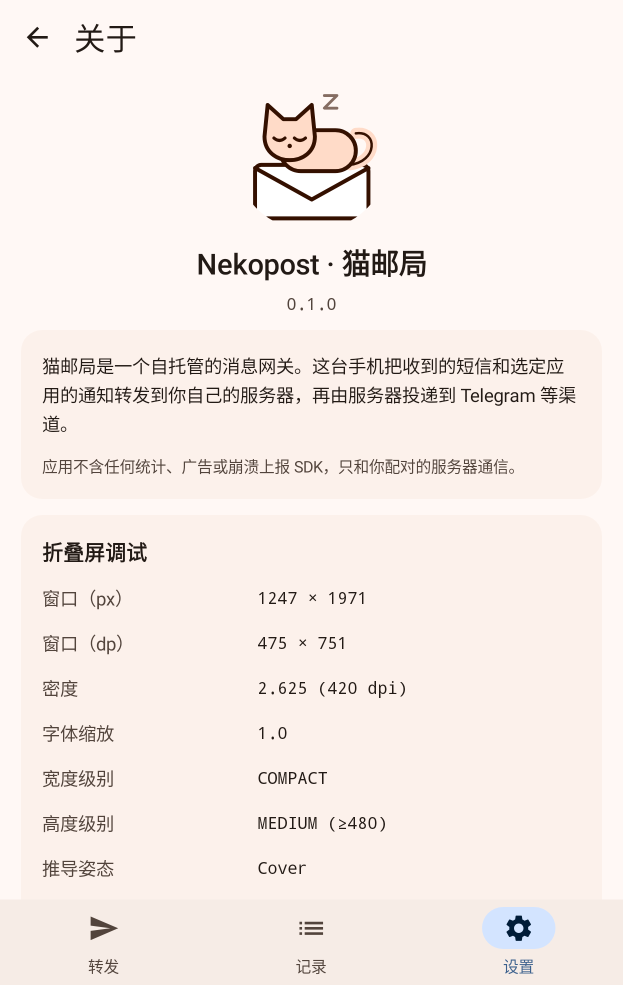 关于
Z
Nekopost · 猫邮局
0.1.0
猫邮局是一个自托管的消息网关。这台手机把收到的短信和选定应
用的通知转发到你自己的服务器，再由服务器投递到 Telegram 等渠
道。
应用不含任何统计、广告或崩溃上报 SDK，只和你配对的服务器通信。
折叠屏调试
窗口（px） 1247 × 1971
窗口（dp） 475 × 751
密度 2.625 (420 dpi)
字体缩放 1.0
宽度级别 COMPACT
高度级别 MEDIUM (≥480)
推导姿态 Cover
转发 记录 设置